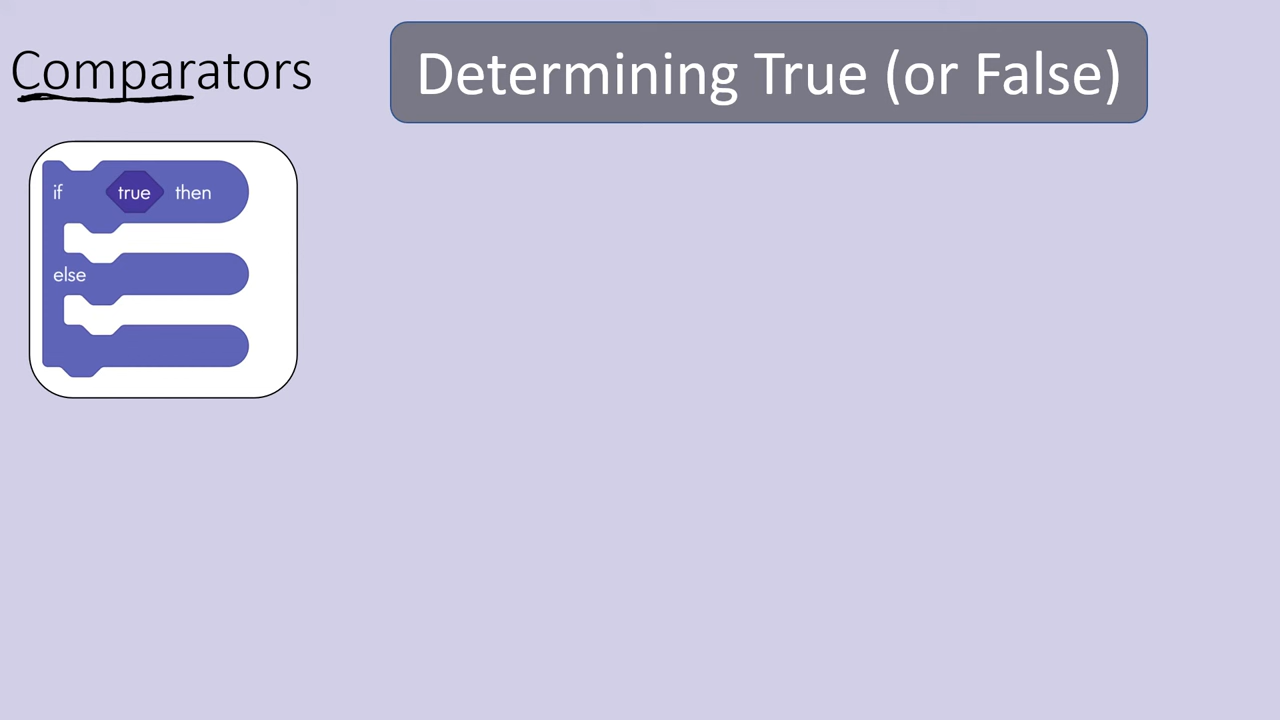 Comparators
Determining True (or False)
if true then
else